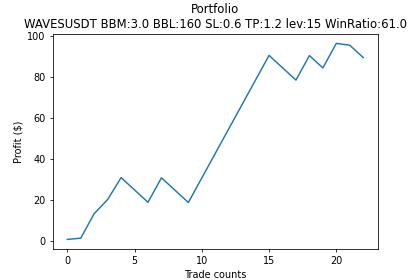 Portfolio
WAVESUSDT BBM:3.0 BBL:160 SL:0.6 TP:1.2 lev:15 WinRatio:61.0
100
80
60
40
20
0
Profit ($)
0 5 10 15 20
Trade counts